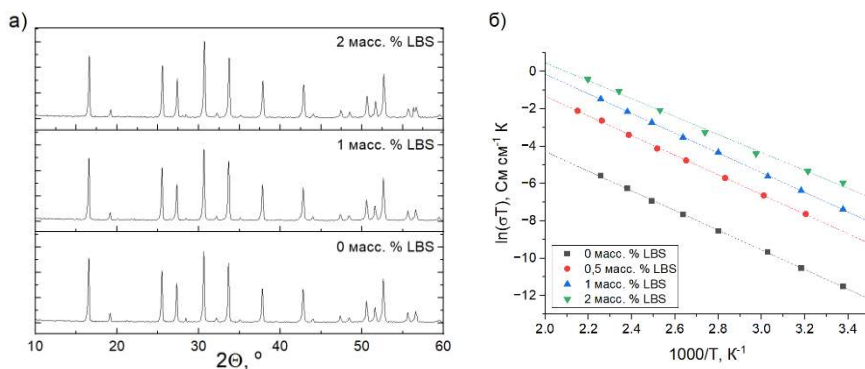 а)
2 масс. % LBS
1 масс. % LBS
0 масс. % LBS
10 20 30 40 50 60
2Θ, °
б)
ln(σT), См см⁻¹ К
0
-2
-4
-6
-8
-10
-12
0 масс. % LBS
0,5 масс. % LBS
1 масс. % LBS
2 масс. % LBS
2.0 2.2 2.4 2.6 2.8 3.0 3.2 3.4
1000/T, К⁻¹